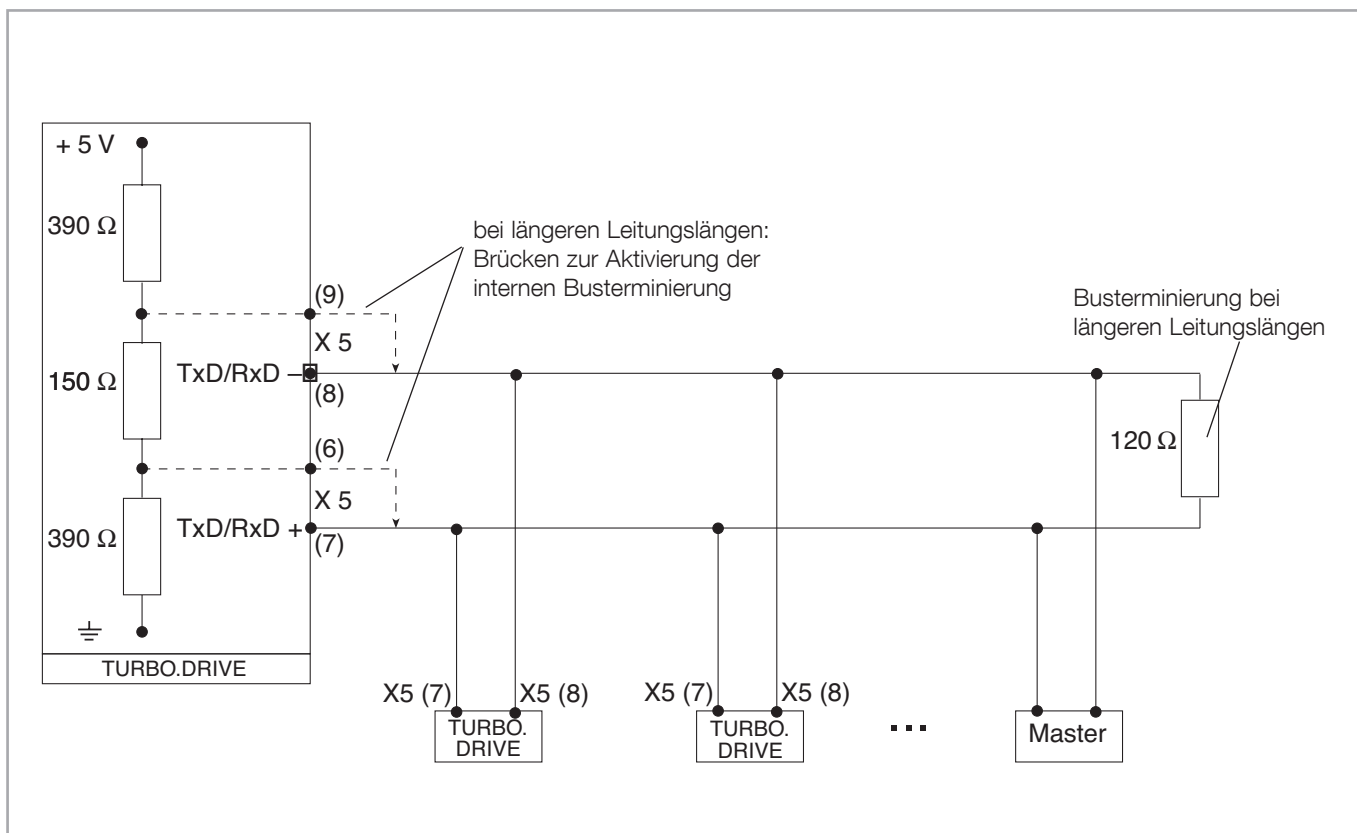 + 5 V
390 Ω
150 Ω
390 Ω
TxD/RxD –
TxD/RxD +
(9)
X 5
(8)
(6)
X 5
(7)
TURBO.DRIVE
bei längeren Leitungslängen:
Brücken zur Aktivierung der
internen Busterminierung
Busterminierung bei
längeren Leitungslängen
120 Ω
X5 (7)
X5 (8)
TURBO.
DRIVE
X5 (7)
X5 (8)
TURBO.
DRIVE
...
Master